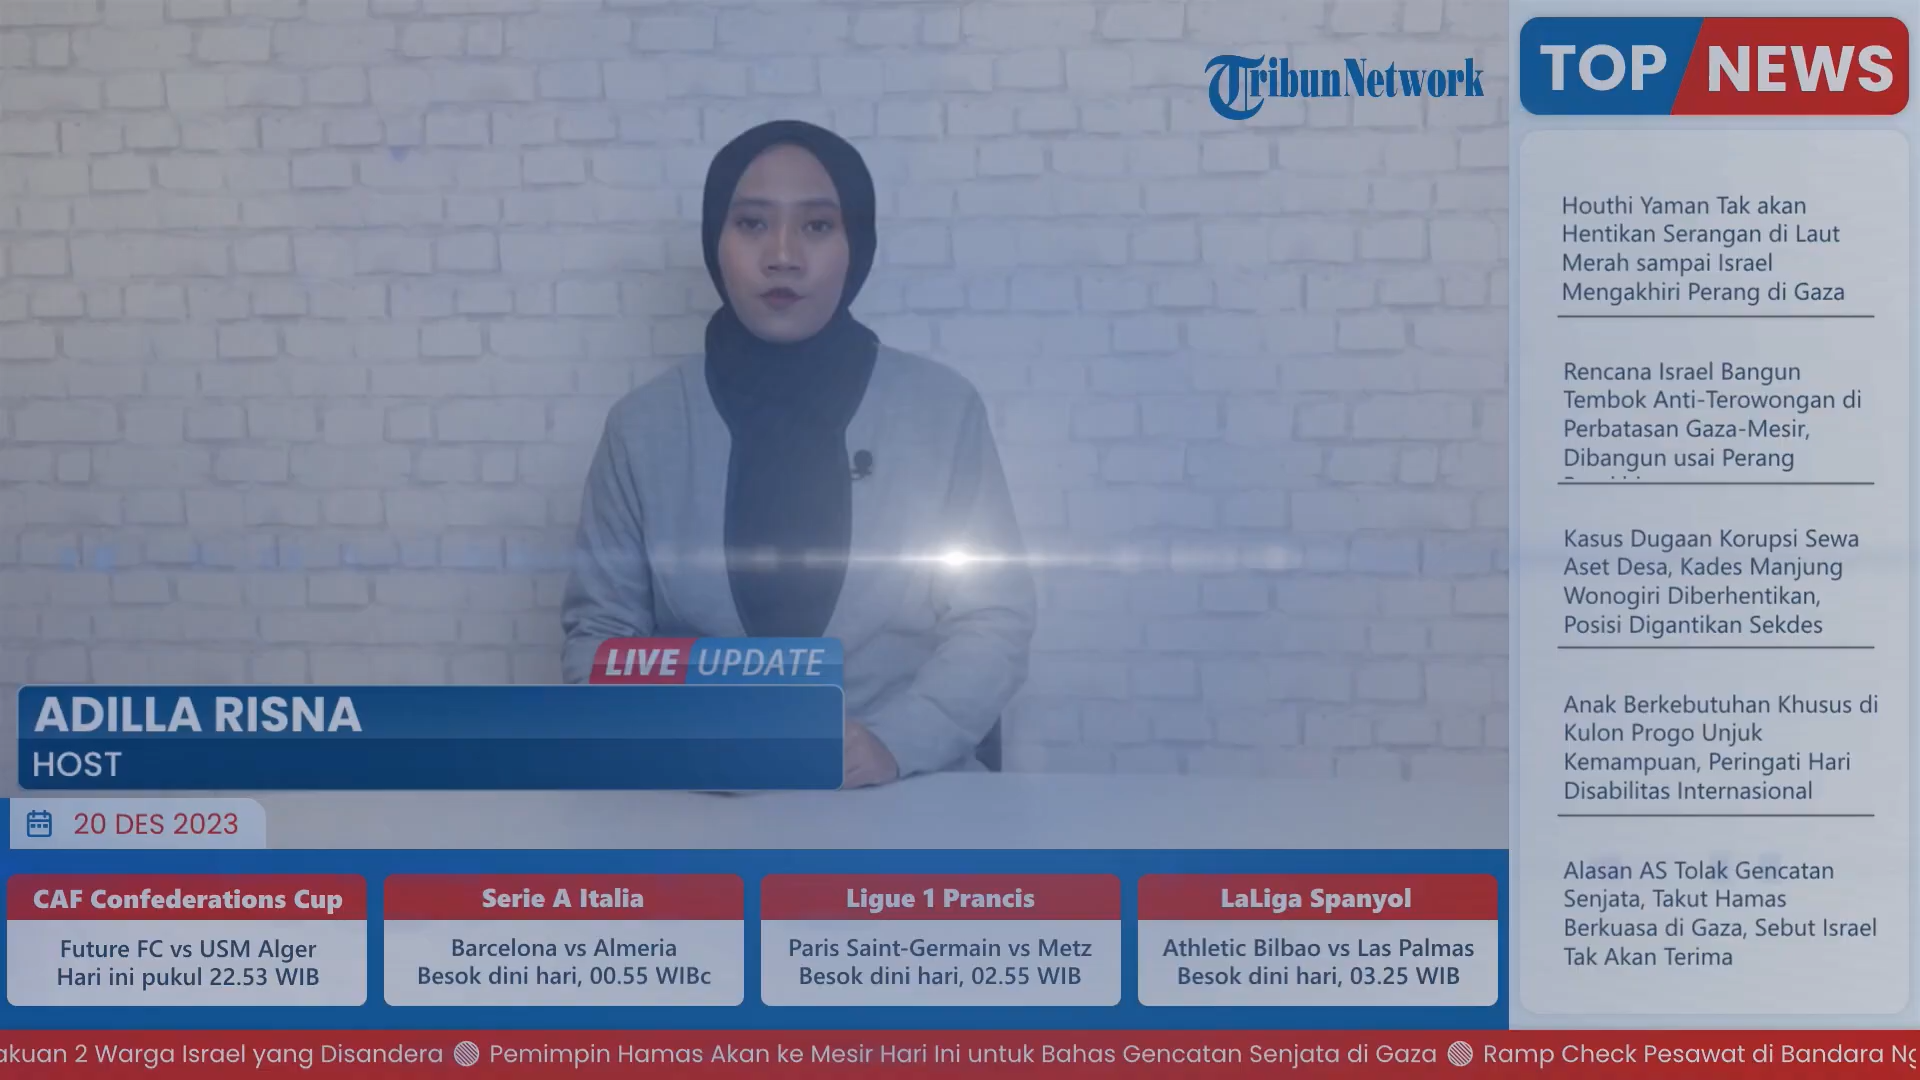 TribunNetwork
TOP NEWS
Houthi Yaman Tak akan
Hentikan Serangan di Laut
Merah sampai Israel
Mengakhiri Perang di Gaza
Rencana Israel Bangun
Tembok Anti-Terowongan di
Perbatasan Gaza-Mesir,
Dibangun usai Perang
Kasus Dugaan Korupsi Sewa
Aset Desa, Kades Manjung
Wonogiri Diberhentikan,
Posisi Digantikan Sekdes
Anak Berkebutuhan Khusus di
Kulon Progo Unjuk
Kemampuan, Peringati Hari
Disabilitas Internasional
Alasan AS Tolak Gencatan
Senjata, Takut Hamas
Berkuasa di Gaza, Sebut Israel
Tak Akan Terima
LIVE UPDATE
ADILLA RISNA
HOST
20 DES 2023
CAF Confederations Cup
Future FC vs USM Alger
Hari ini pukul 22.53 WIB
Serie A Italia
Barcelona vs Almeria
Besok dini hari, 00.55 WIBc
Ligue 1 Prancis
Paris Saint-Germain vs Metz
Besok dini hari, 02.55 WIB
LaLiga Spanyol
Athletic Bilbao vs Las Palmas
Besok dini hari, 03.25 WIB
akuan 2 Warga Israel yang Disandera Pemimpin Hamas Akan ke Mesir Hari Ini untuk Bahas Gencatan Senjata di Gaza Ramp Check Pesawat di Bandara Ng